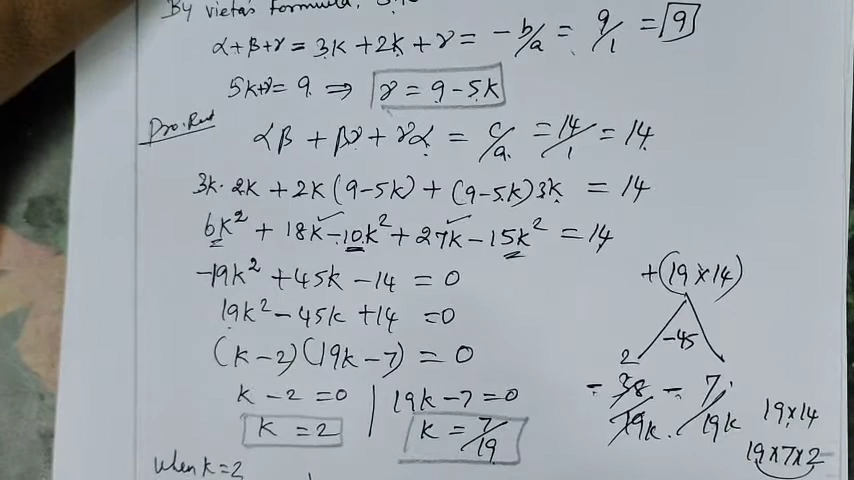 By Vieta's Formula,
α+β+γ = 3k + 2k + γ = -b/a = 9/1 = 9
5k+γ = 9 ⇒ γ = 9 - 5k
αβ + βγ + γα = c/a = 14/1 = 14
3k. 2k + 2k (9-5k) + (9-5k)3k = 14
6k² + 18k - 10k² + 27k - 15k² = 14
-19k² + 45k - 14 = 0
19k² - 45k + 14 = 0
(k-2)(19k-7) = 0
k - 2 = 0 | 19k - 7 = 0
k = 2 | k = 7/19
when k=2
+(19×14)
-45
2
- 38/19k - 7/19k
19×14
19×7×2